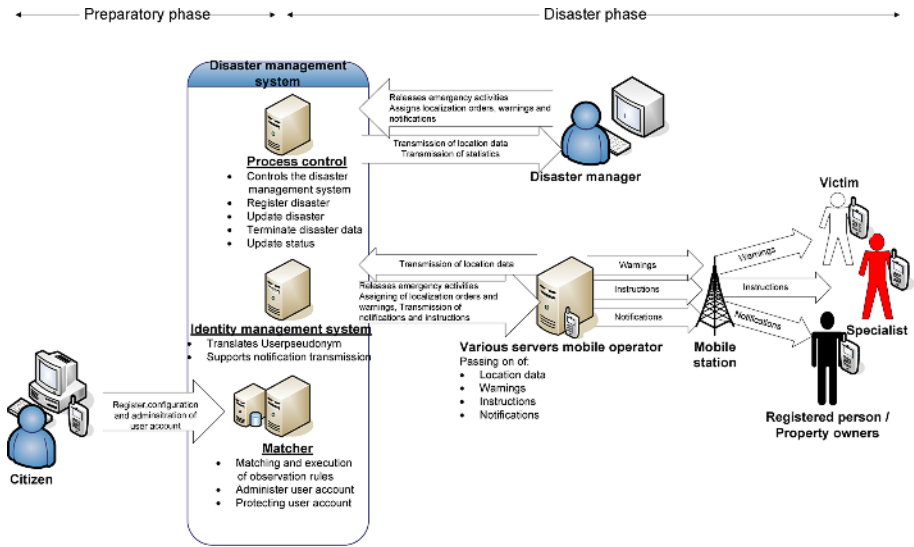 Preparatory phase
Disaster phase
Disaster management
system
Releases emergency activities
Assigns localization orders, warnings and
notifications
Transmission of location data
Transmission of statistics
Disaster manager
Process control
• Controls the disaster
management system
• Register disaster
• Update disaster
• Terminate disaster data
• Update status
Transmission of location data
Releases emergency activities
Assigning of localization orders and
warnings, Transmission of
notifications and instructions
Identity management system
• Translates Userpseudonym
• Supports notification transmission
Various servers mobile operator
Passing on of:
• Location data
• Warnings
• Instructions
• Notifications
Warnings
Instructions
Notifications
Mobile
station
Warnings
Instructions
Notifications
Victim
Specialist
Registered person /
Property owners
Register,configuration
and adminsitration of
user account
Citizen
Matcher
• Matching and execution
of observation rules
• Administer user account
• Protecting user account